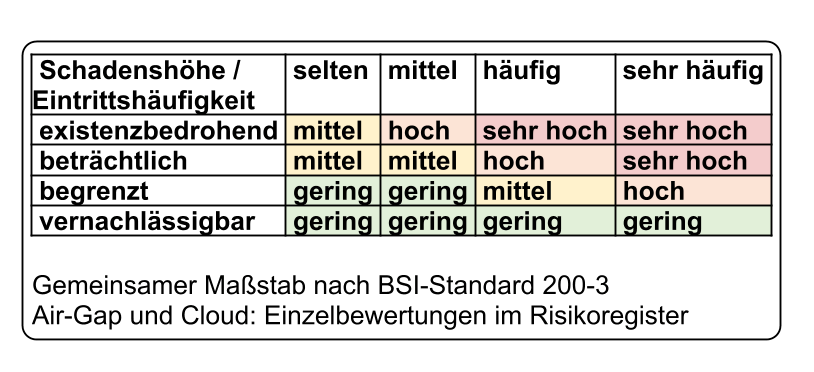 Schadenshöhe / selten mittel häufig sehr häufig
Eintrittshäufigkeit
existenzbedrohend mittel hoch sehr hoch sehr hoch
beträchtlich mittel mittel hoch sehr hoch
begrenzt gering gering mittel hoch
vernachlässigbar gering gering gering gering
Gemeinsamer Maßstab nach BSI-Standard 200-3
Air-Gap und Cloud: Einzelbewertungen im Risikoregister